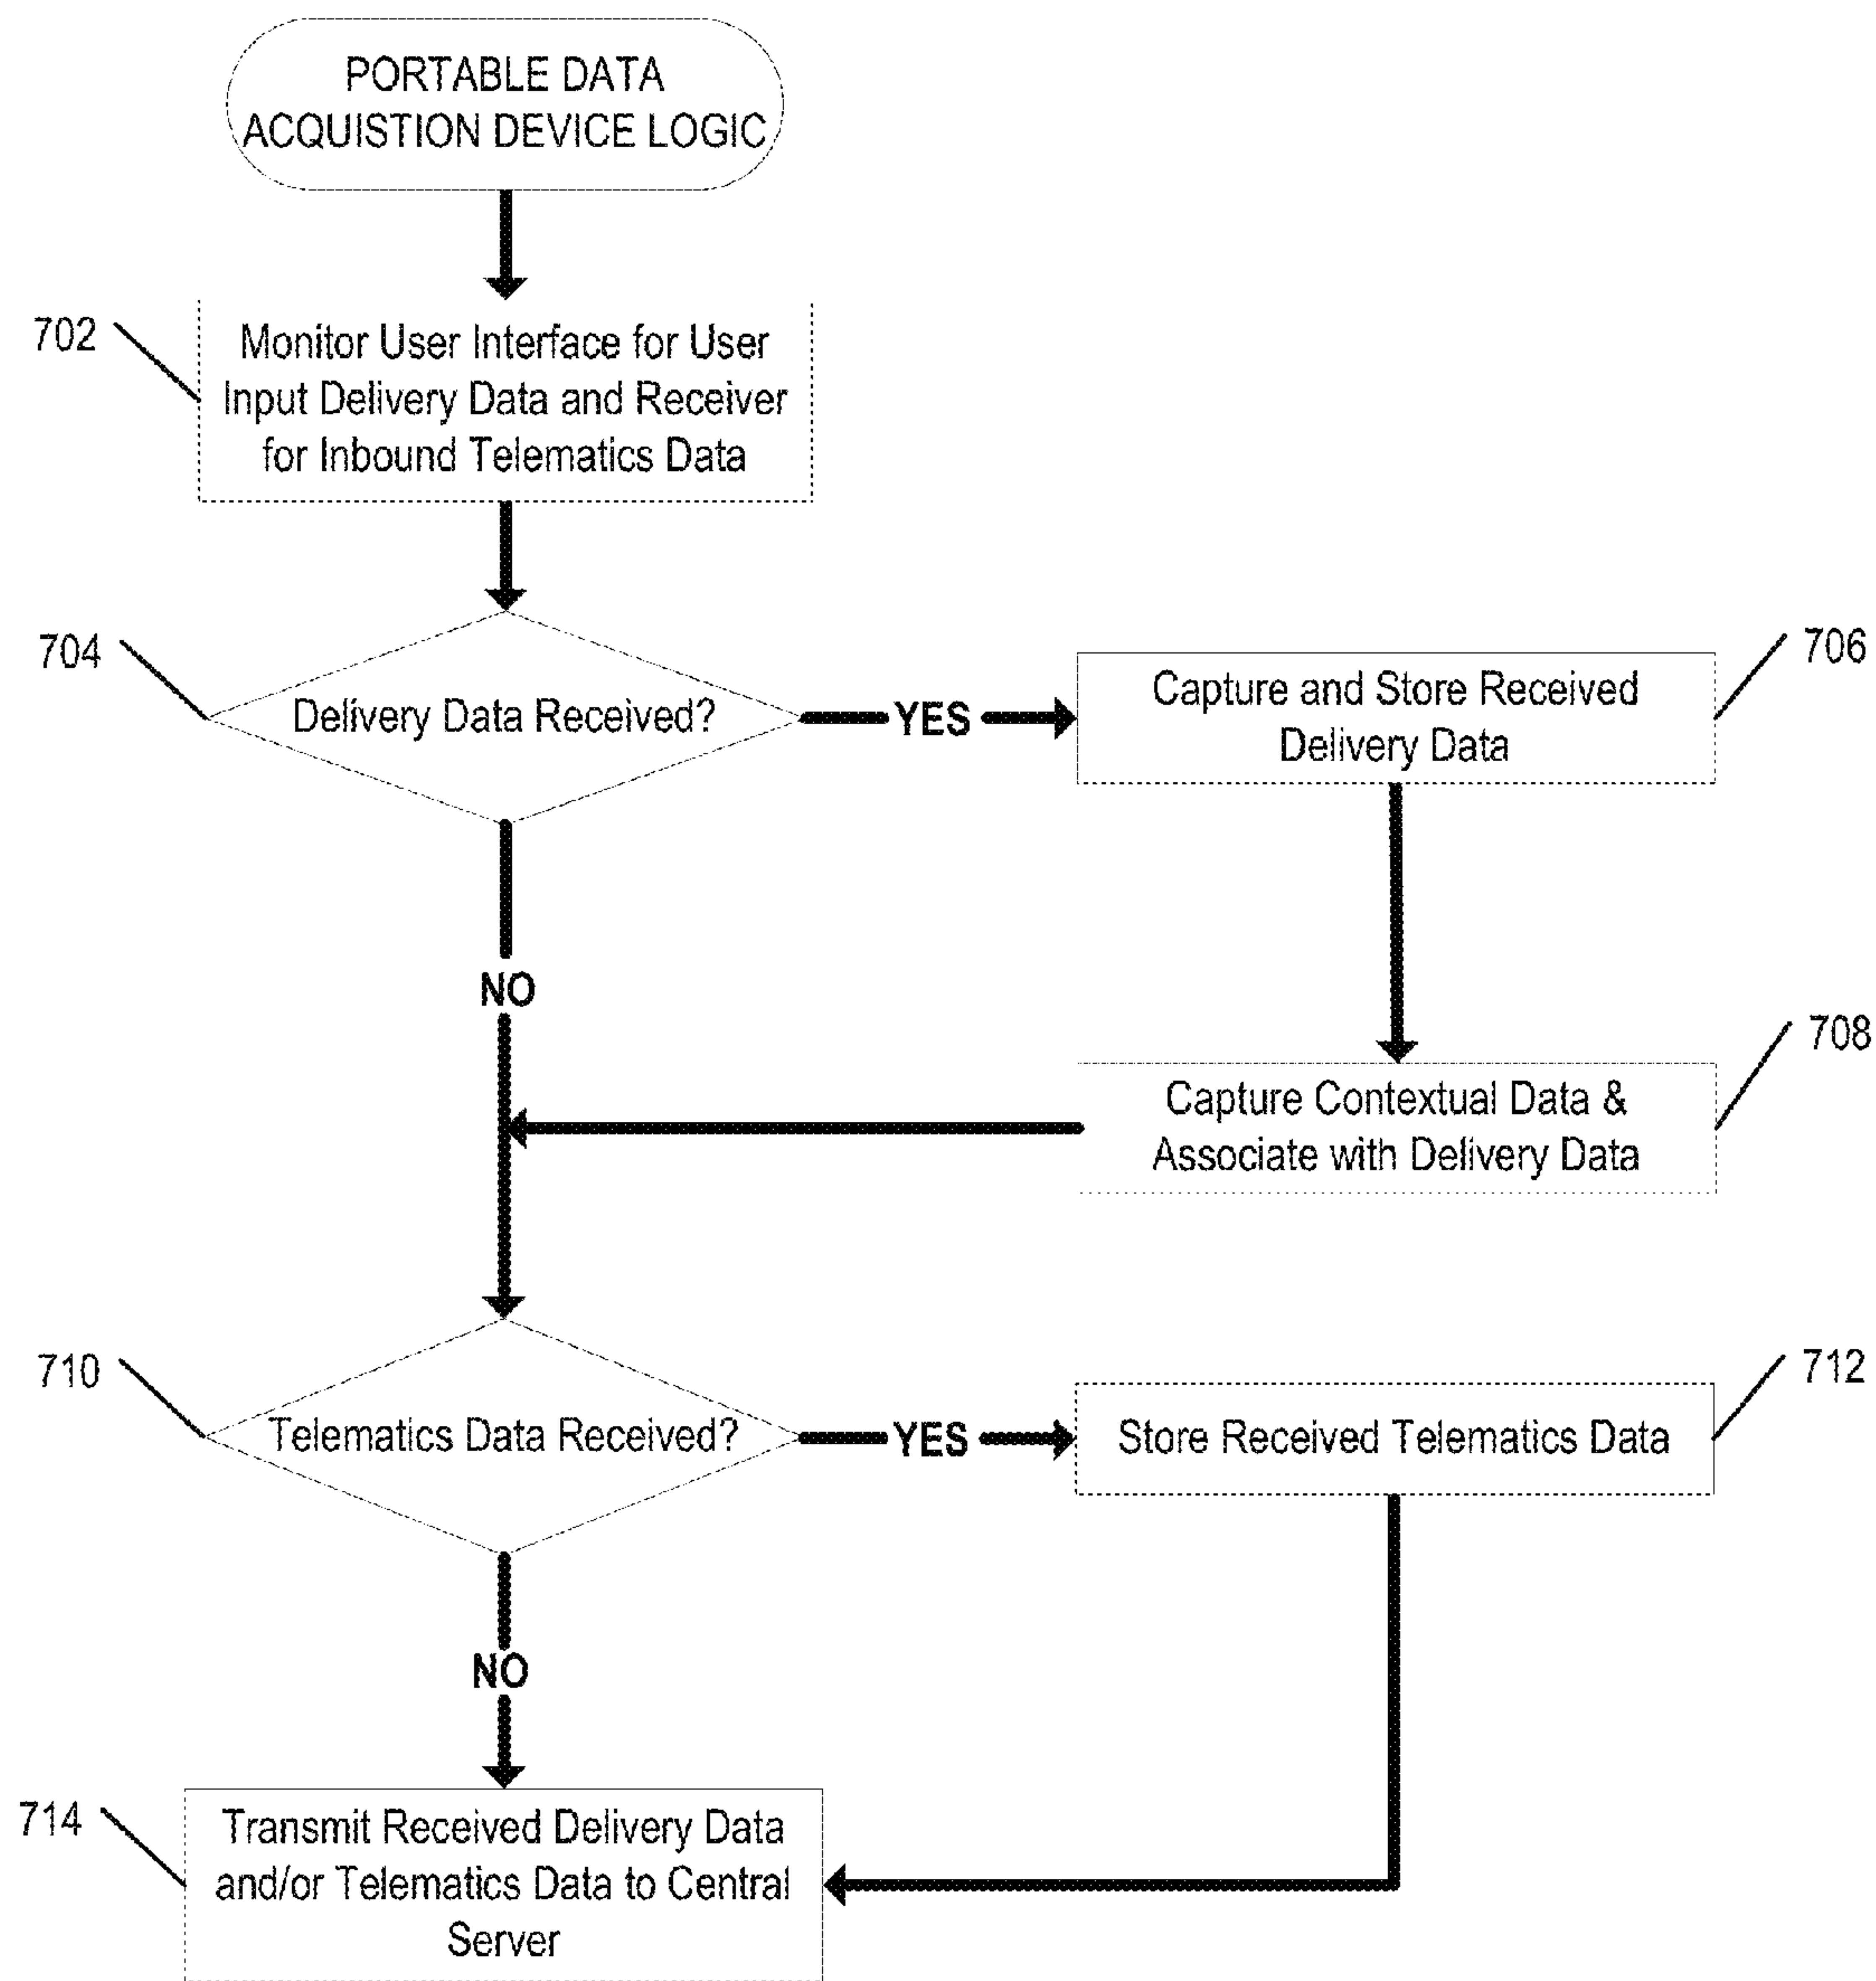 PORTABLE DATA
ACQUISTION DEVICE LOGIC
702
Monitor User Interface for User
Input Delivery Data and Receiver
for Inbound Telematics Data
704
Delivery Data Received?
YES
706
Capture and Store Received
Delivery Data
NO
708
Capture Contextual Data &
Associate with Delivery Data
710
Telematics Data Received?
YES
712
Store Received Telematics Data
NO
714
Transmit Received Delivery Data
and/or Telematics Data to Central
Server